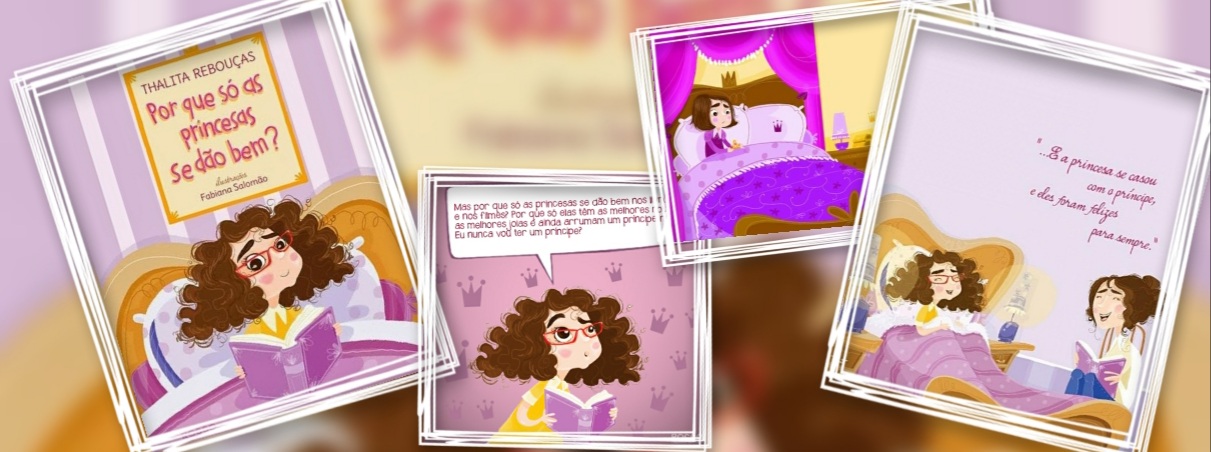 THALITA REBOUÇAS
Por que só as
princesas
se dão bem?
ilustrações
Fabiana Salomão
Mas por que só as princesas se dão bem nos
e nos filmes? Por que só elas têm as melhores
as melhores joias e ainda arrumam um príncipe
Eu nunca vou ter um príncipe?
"...E a princesa se casou
com o príncipe,
e eles foram felizes
para sempre."